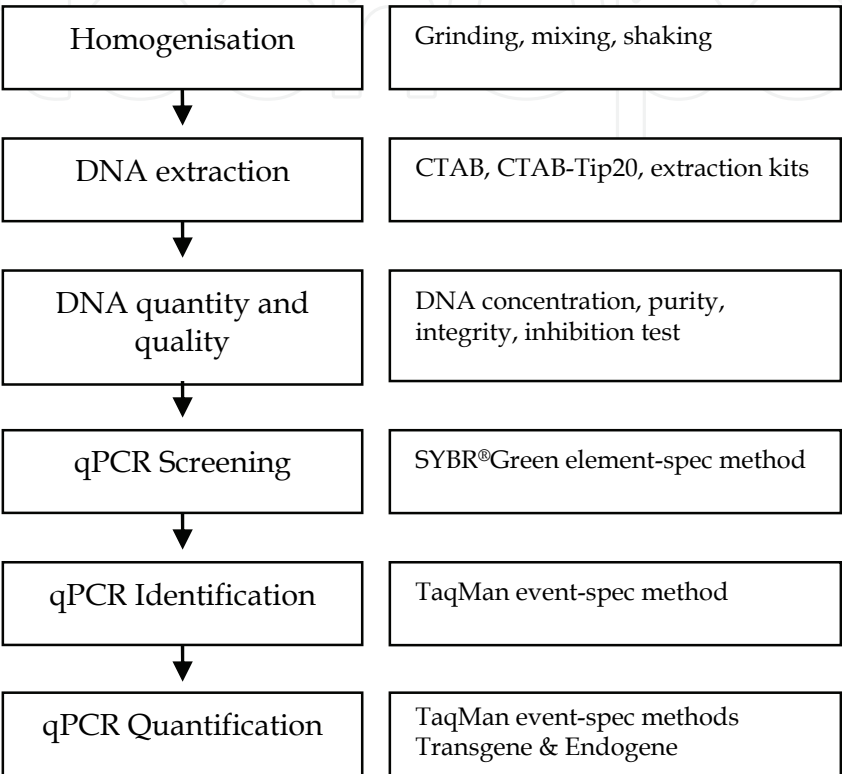 Homogenisation
Grinding, mixing, shaking
DNA extraction
CTAB, CTAB-Tip20, extraction kits
DNA quantity and
quality
DNA concentration, purity,
integrity, inhibition test
qPCR Screening
SYBR®Green element-spec method
qPCR Identification
TaqMan event-spec method
qPCR Quantification
TaqMan event-spec methods
Transgene & Endogene